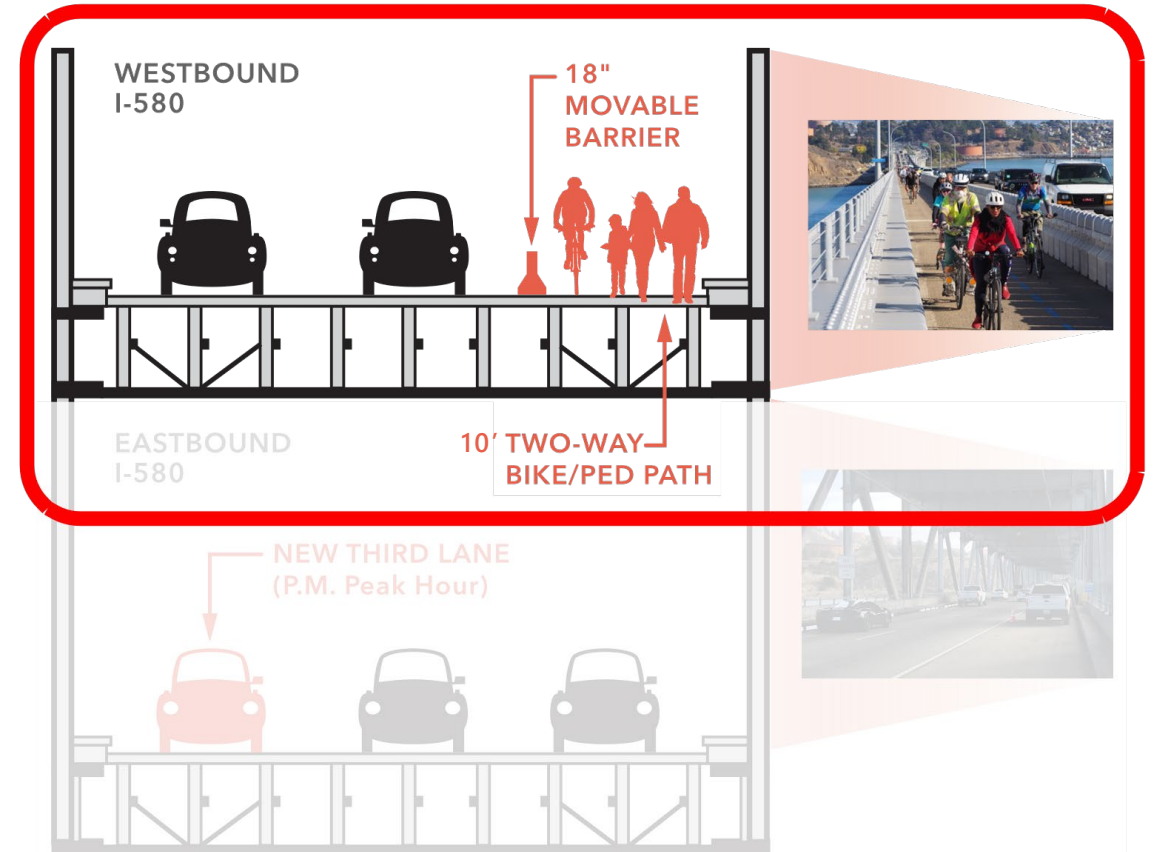 WESTBOUND
I-580
18"
MOVABLE
BARRIER
EASTBOUND
I-580
10' TWO-WAY
BIKE/PED PATH
NEW THIRD LANE
(P.M. Peak Hour)